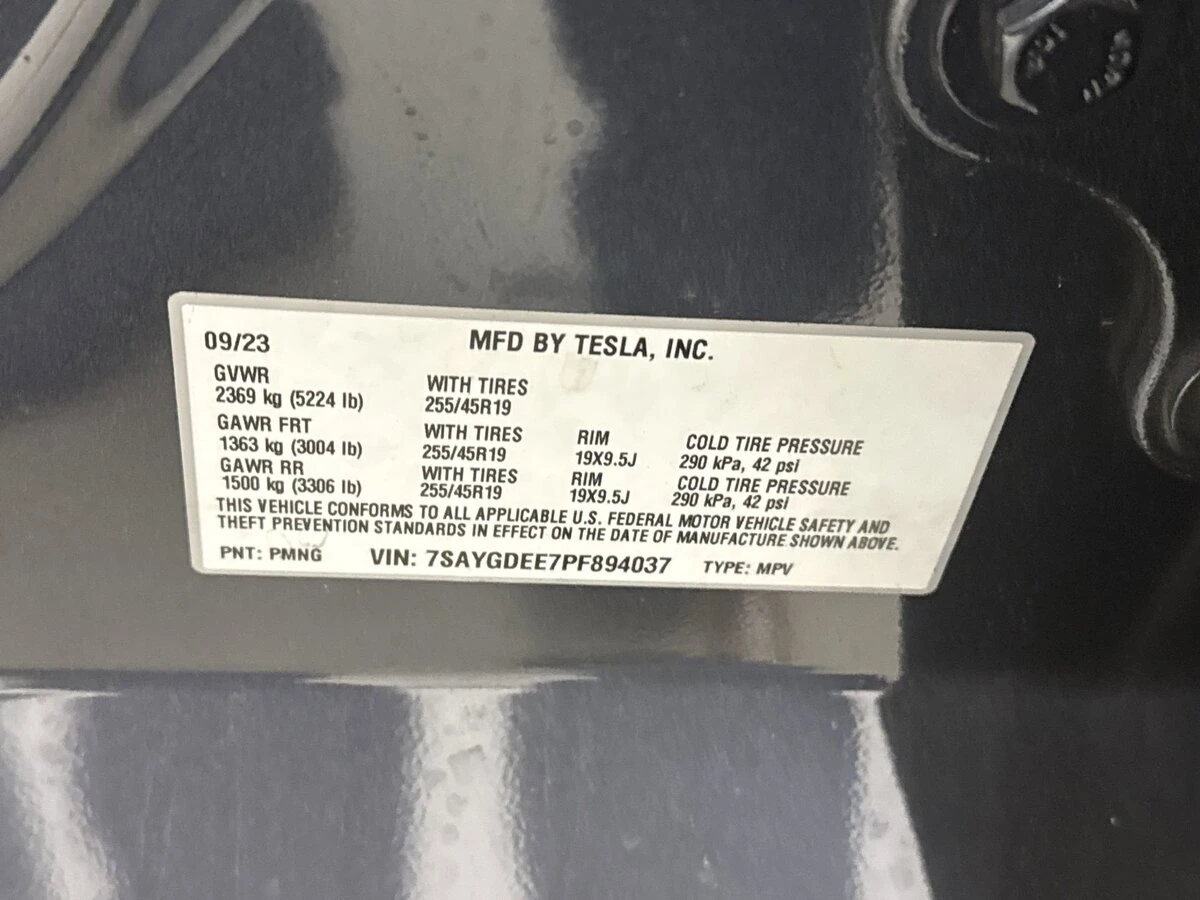 09/23 MFD BY TESLA, INC.
GVWR WITH TIRES
2369 kg (5224 lb) 255/45R19
GAWR FRT WITH TIRES RIM COLD TIRE PRESSURE
1363 kg (3004 lb) 255/45R19 19X9.5J 290 kPa, 42 psi
GAWR RR WITH TIRES RIM COLD TIRE PRESSURE
1500 kg (3306 lb) 255/45R19 19X9.5J 290 kPa, 42 psi
THIS VEHICLE CONFORMS TO ALL APPLICABLE U.S. FEDERAL MOTOR VEHICLE SAFETY AND
THEFT PREVENTION STANDARDS IN EFFECT ON THE DATE OF MANUFACTURE SHOWN ABOVE.
PNT: PMNG VIN: 7SAYGDEE7PF894037 TYPE: MPV